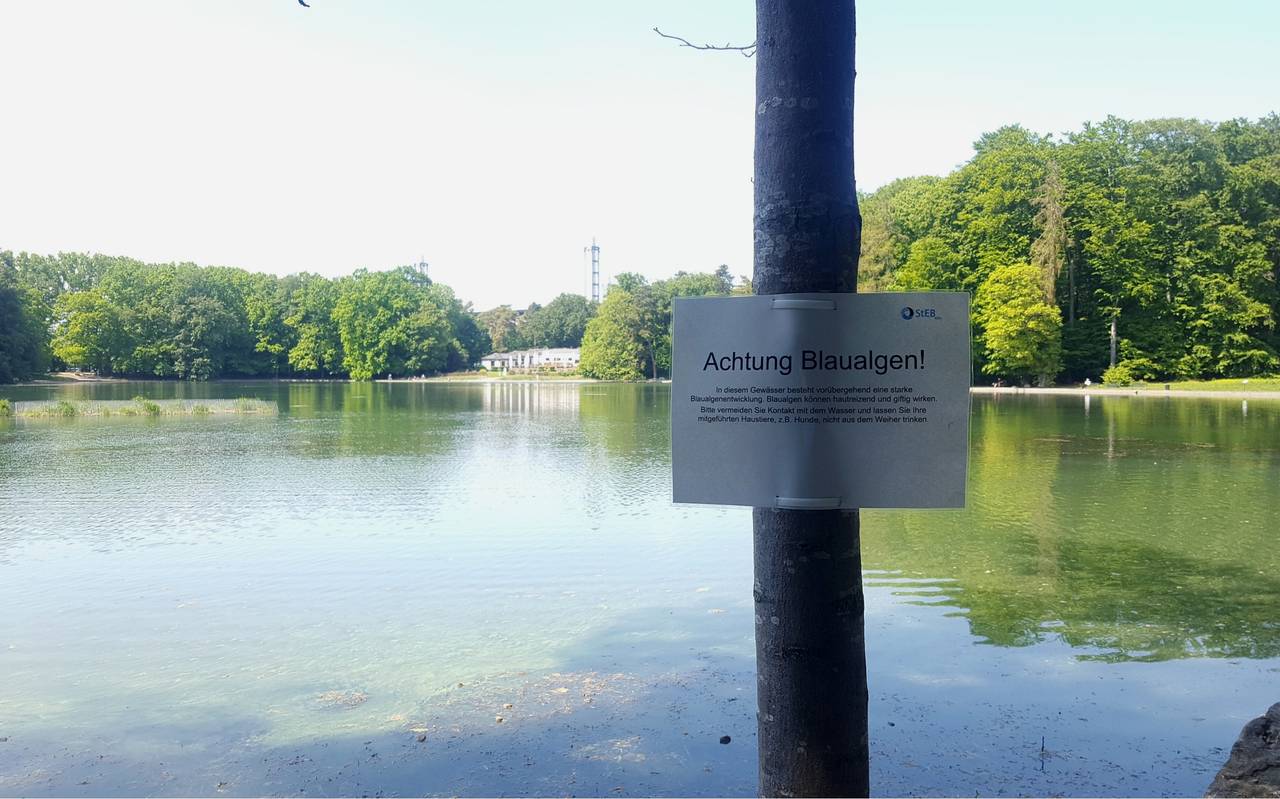 StEB
Achtung Blaualgen!
In diesem Gewässer besteht vorübergehend eine starke
Blaualgenentwicklung. Blaualgen können hautreizend und giftig wirken.
Bitte vermeiden Sie Kontakt mit dem Wasser und lassen Sie Ihre
mitgeführten Haustiere, z.B. Hunde, nicht aus dem Weiher trinken.